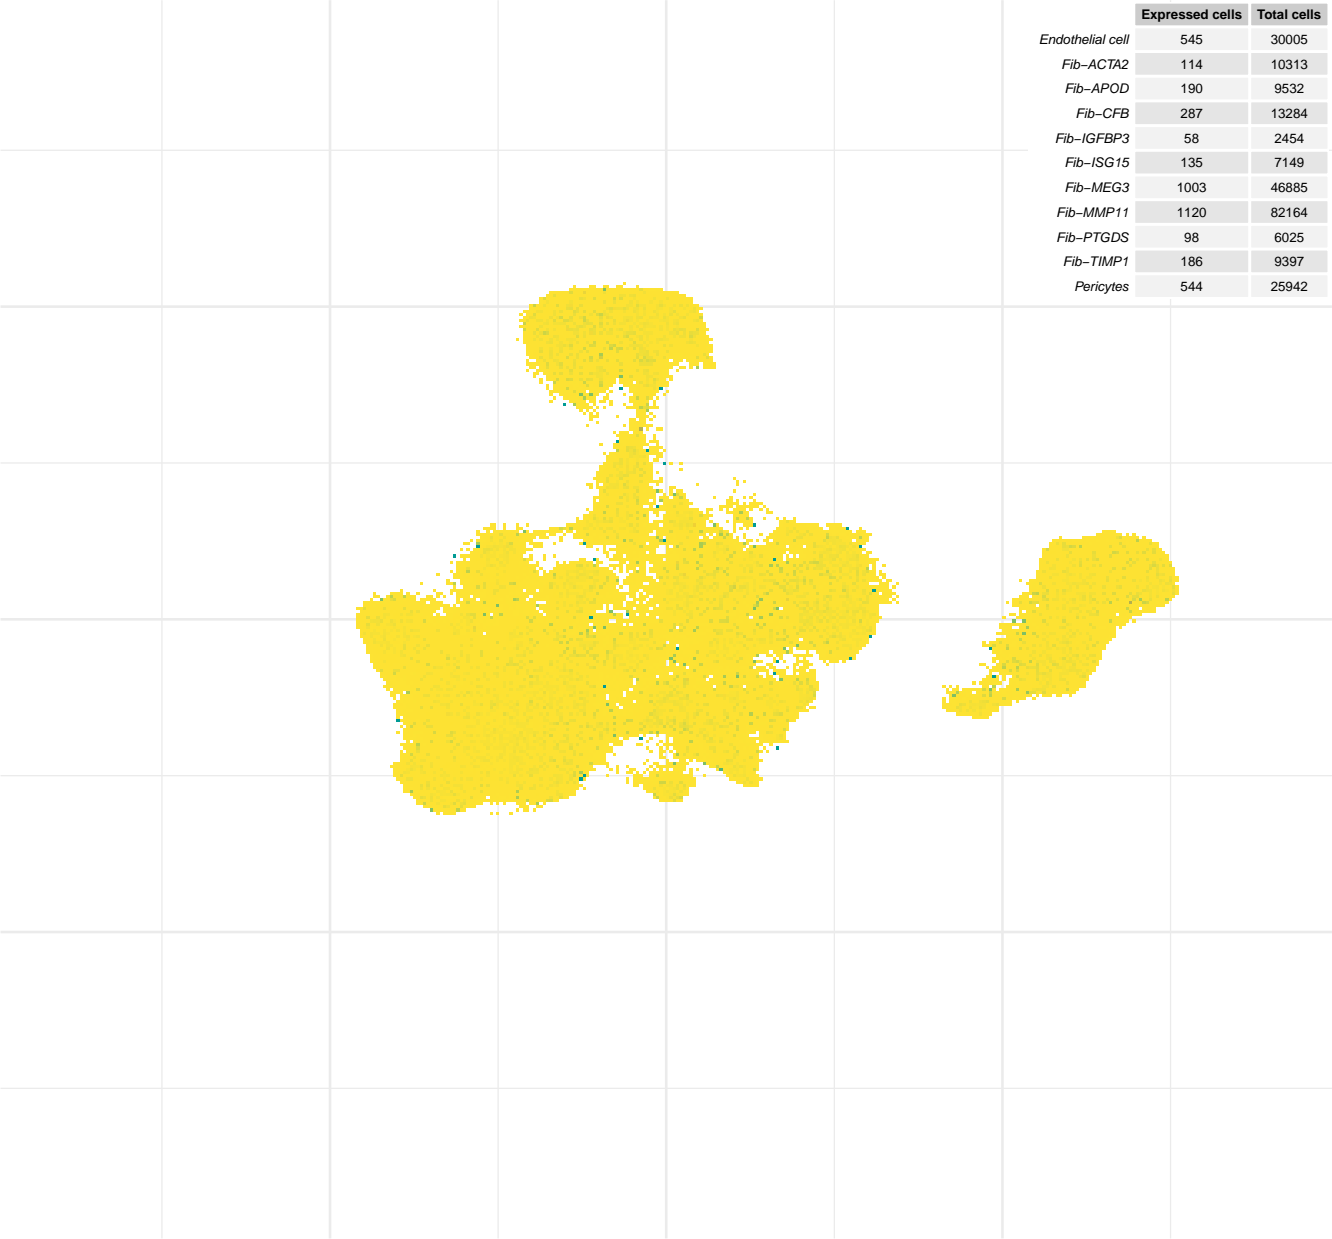 Expressed cells Total cells
Endothelial cell 545 30005
Fib−ACTA2 114 10313
Fib−APOD 190 9532
Fib−CFB 287 13284
Fib−IGFBP3 58 2454
Fib−ISG15 135 7149
Fib−MEG3 1003 46885
Fib−MMP11 1120 82164
Fib−PTGDS 98 6025
Fib−TIMP1 186 9397
Pericytes 544 25942